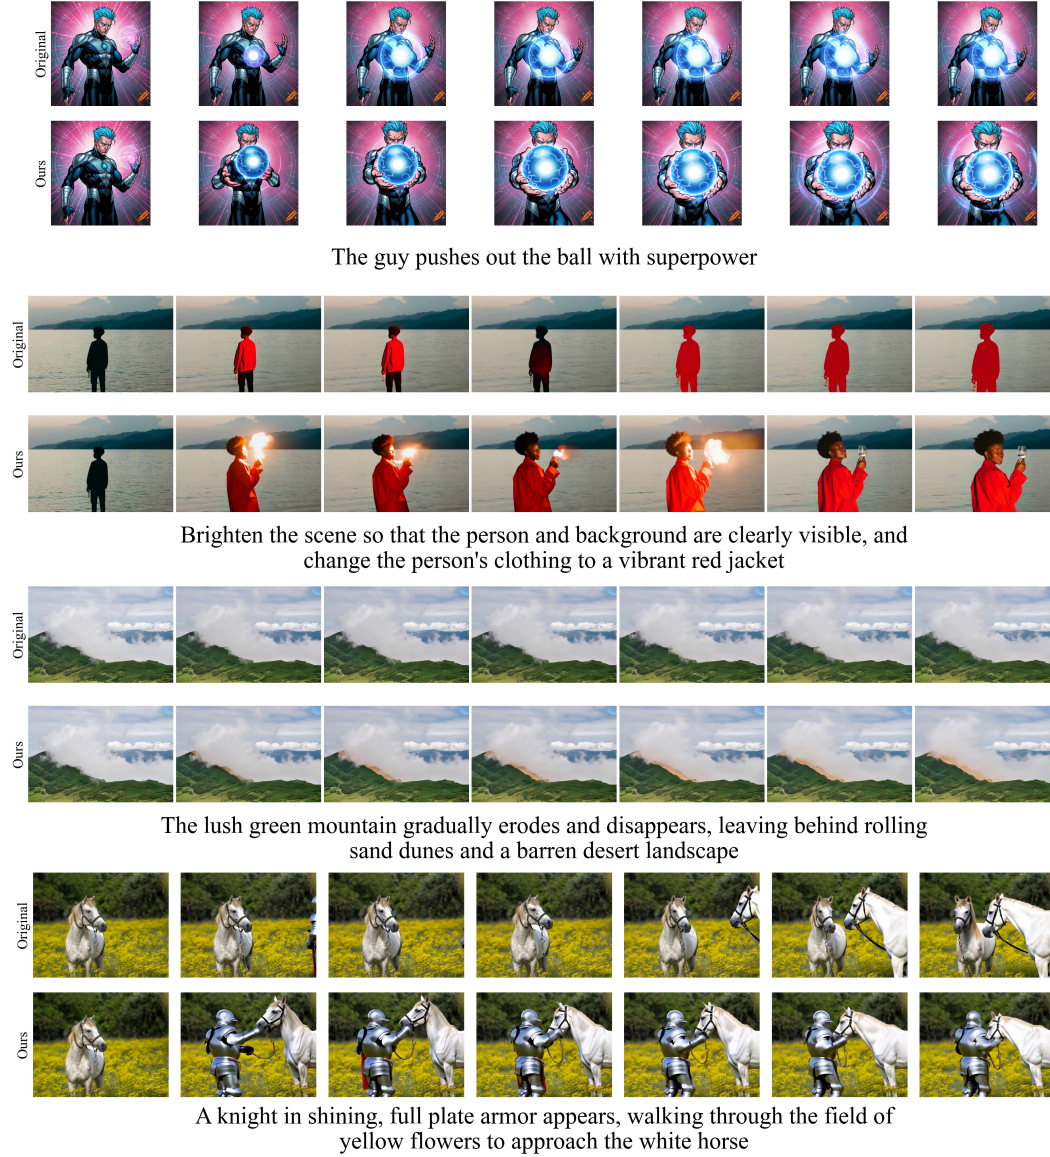 Original
Ours
The guy pushes out the ball with superpower
Original
Ours
Brighten the scene so that the person and background are clearly visible, and
change the person's clothing to a vibrant red jacket
Original
Ours
The lush green mountain gradually erodes and disappears, leaving behind rolling
sand dunes and a barren desert landscape
Original
Ours
A knight in shining, full plate armor appears, walking through the field of
yellow flowers to approach the white horse